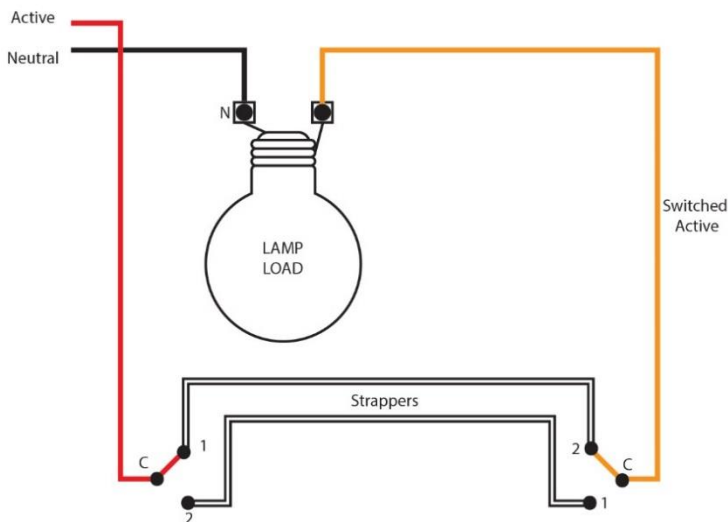 Active
Neutral
N
LAMP
LOAD
Switched
Active
Strappers
1
2
C
C
2
1